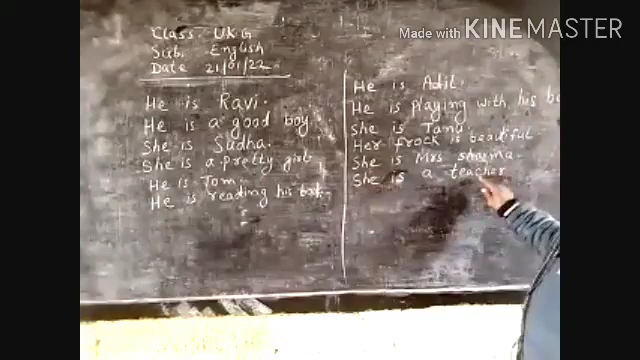 Made with KINEMASTER
Class: UKG
Sub: English
Date 21/01/22
He is Ravi.
He is a good boy.
She is Sudha.
She is a pretty girl.
He is Tom.
He is reading his book.
He is Adit.
He is playing with his
She is Tanu.
Her frock is beautiful
She is Mrs Sharma.
She is a teacher